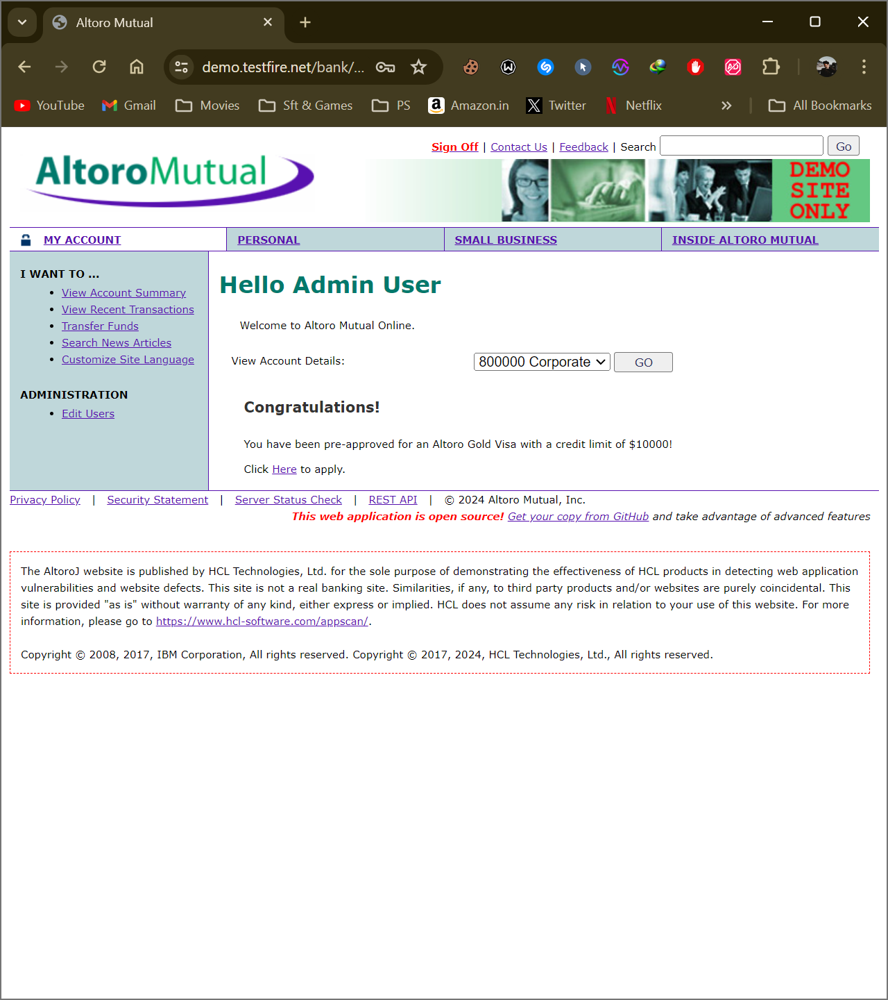 Altoro Mutual
demo.testfire.net/bank/...
YouTube Gmail Movies Sft & Games PS Amazon.in Twitter Netflix All Bookmarks
Sign Off | Contact Us | Feedback | Search Go
AltoroMutual
DEMO
SITE
ONLY
MY ACCOUNT PERSONAL SMALL BUSINESS INSIDE ALTORO MUTUAL
I WANT TO ...
View Account Summary
View Recent Transactions
Transfer Funds
Search News Articles
Customize Site Language
ADMINISTRATION
Edit Users
Hello Admin User
Welcome to Altoro Mutual Online.
View Account Details: 800000 Corporate GO
Congratulations!
You have been pre-approved for an Altoro Gold Visa with a credit limit of $10000!
Click Here to apply.
Privacy Policy | Security Statement | Server Status Check | REST API | © 2024 Altoro Mutual, Inc.
This web application is open source! Get your copy from GitHub and take advantage of advanced features
The AltoroJ website is published by HCL Technologies, Ltd. for the sole purpose of demonstrating the effectiveness of HCL products in detecting web application
vulnerabilities and website defects. This site is not a real banking site. Similarities, if any, to third party products and/or websites are purely coincidental. This
site is provided "as is" without warranty of any kind, either express or implied. HCL does not assume any risk in relation to your use of this website. For more
information, please go to https://www.hcl-software.com/appscan/.
Copyright © 2008, 2017, IBM Corporation, All rights reserved. Copyright © 2017, 2024, HCL Technologies, Ltd., All rights reserved.